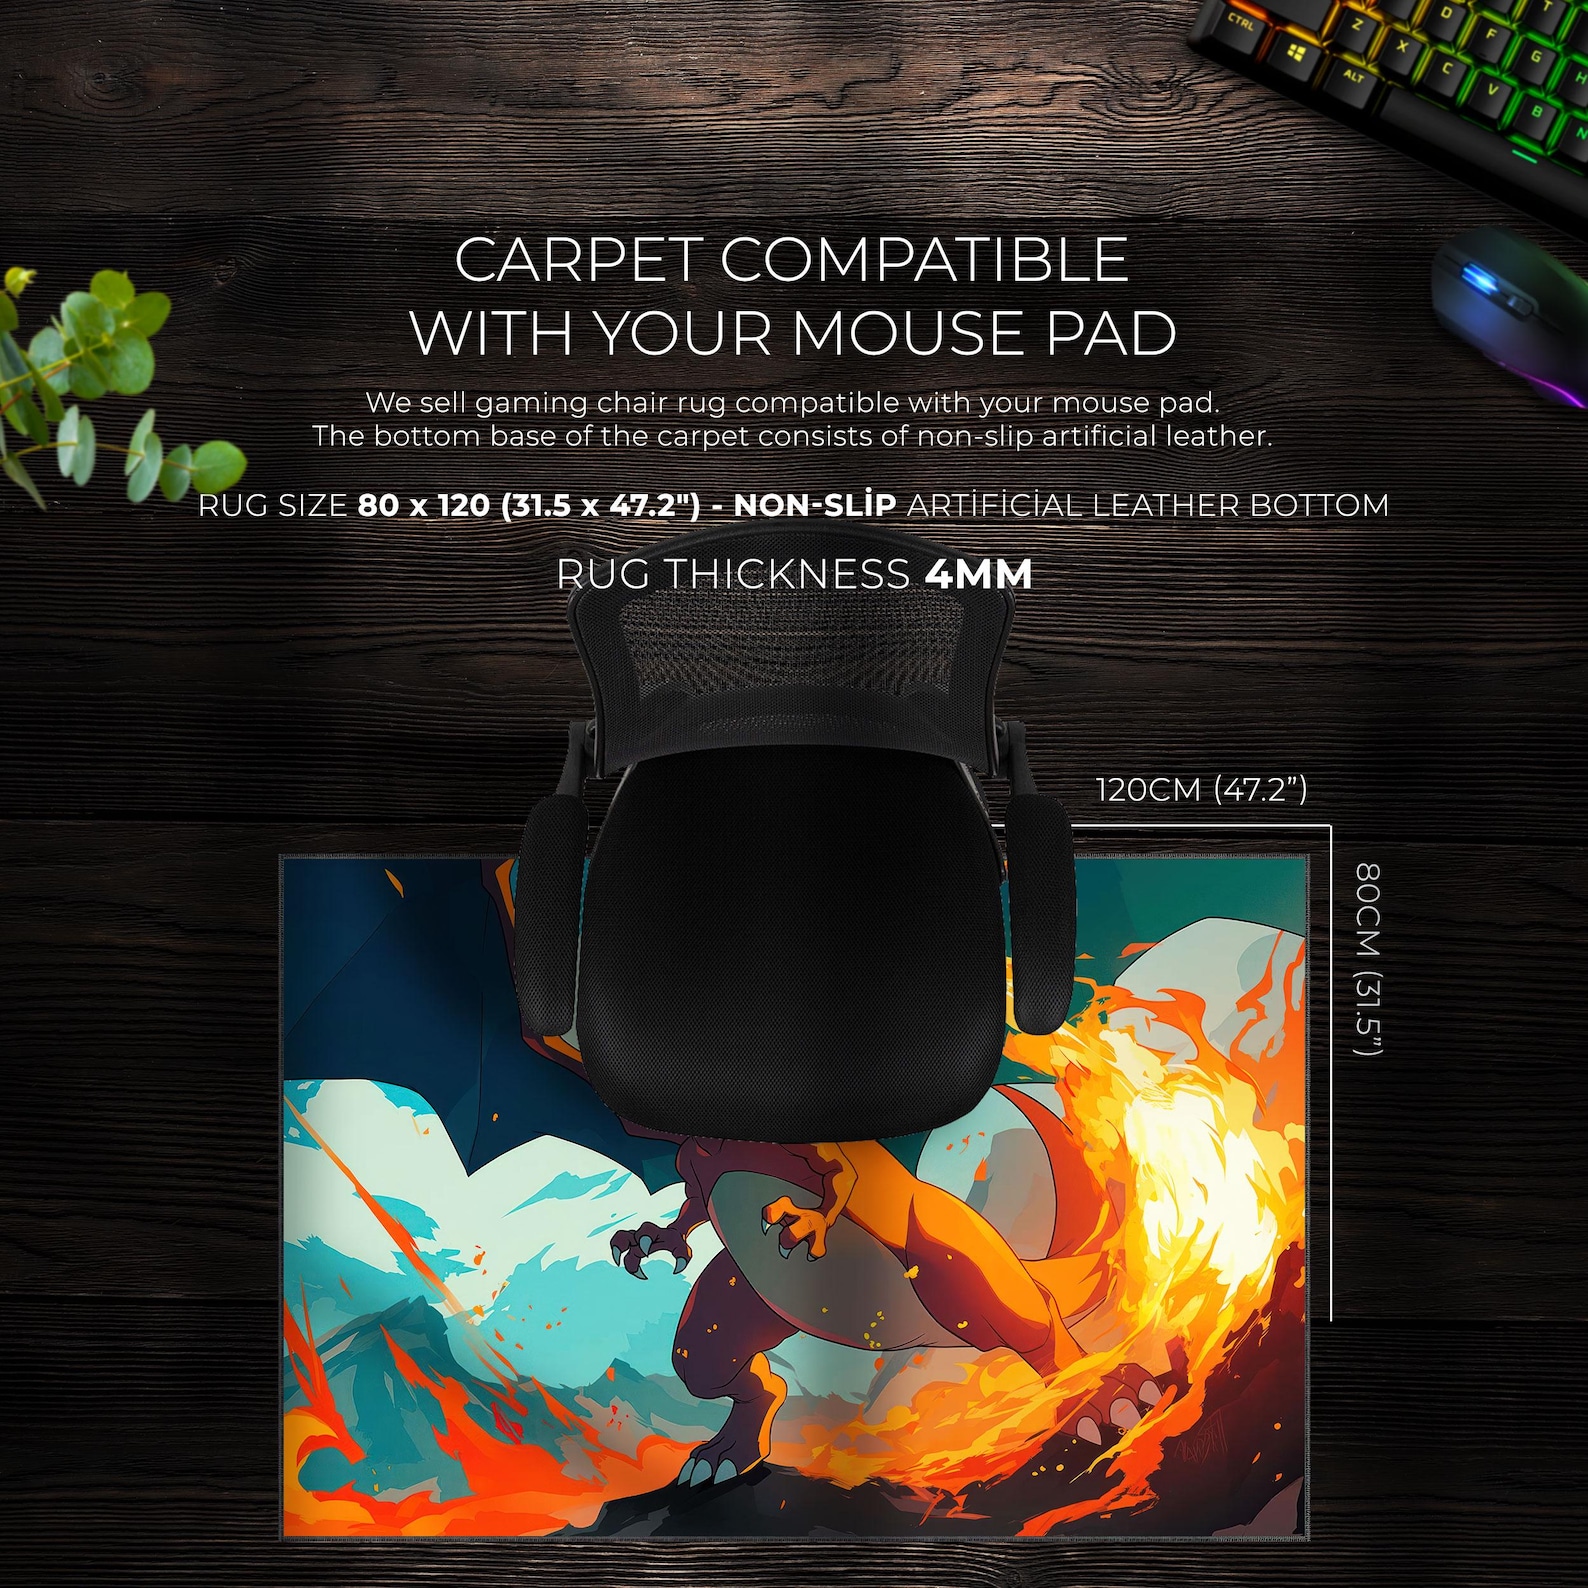 CARPET COMPATIBLE
WITH YOUR MOUSE PAD
We sell gaming chair rug compatible with your mouse pad.
The bottom base of the carpet consists of non-slip artificial leather.
RUG SIZE 80 x 120 (31.5 x 47.2") - NON-SLİP ARTİFİCİAL LEATHER BOTTOM
RUG THICKNESS 4MM
120CM (47.2”)
80CM (31.5”)
CTRL
ALT
Z
X
C
V
B
N
D
F
G
H
T